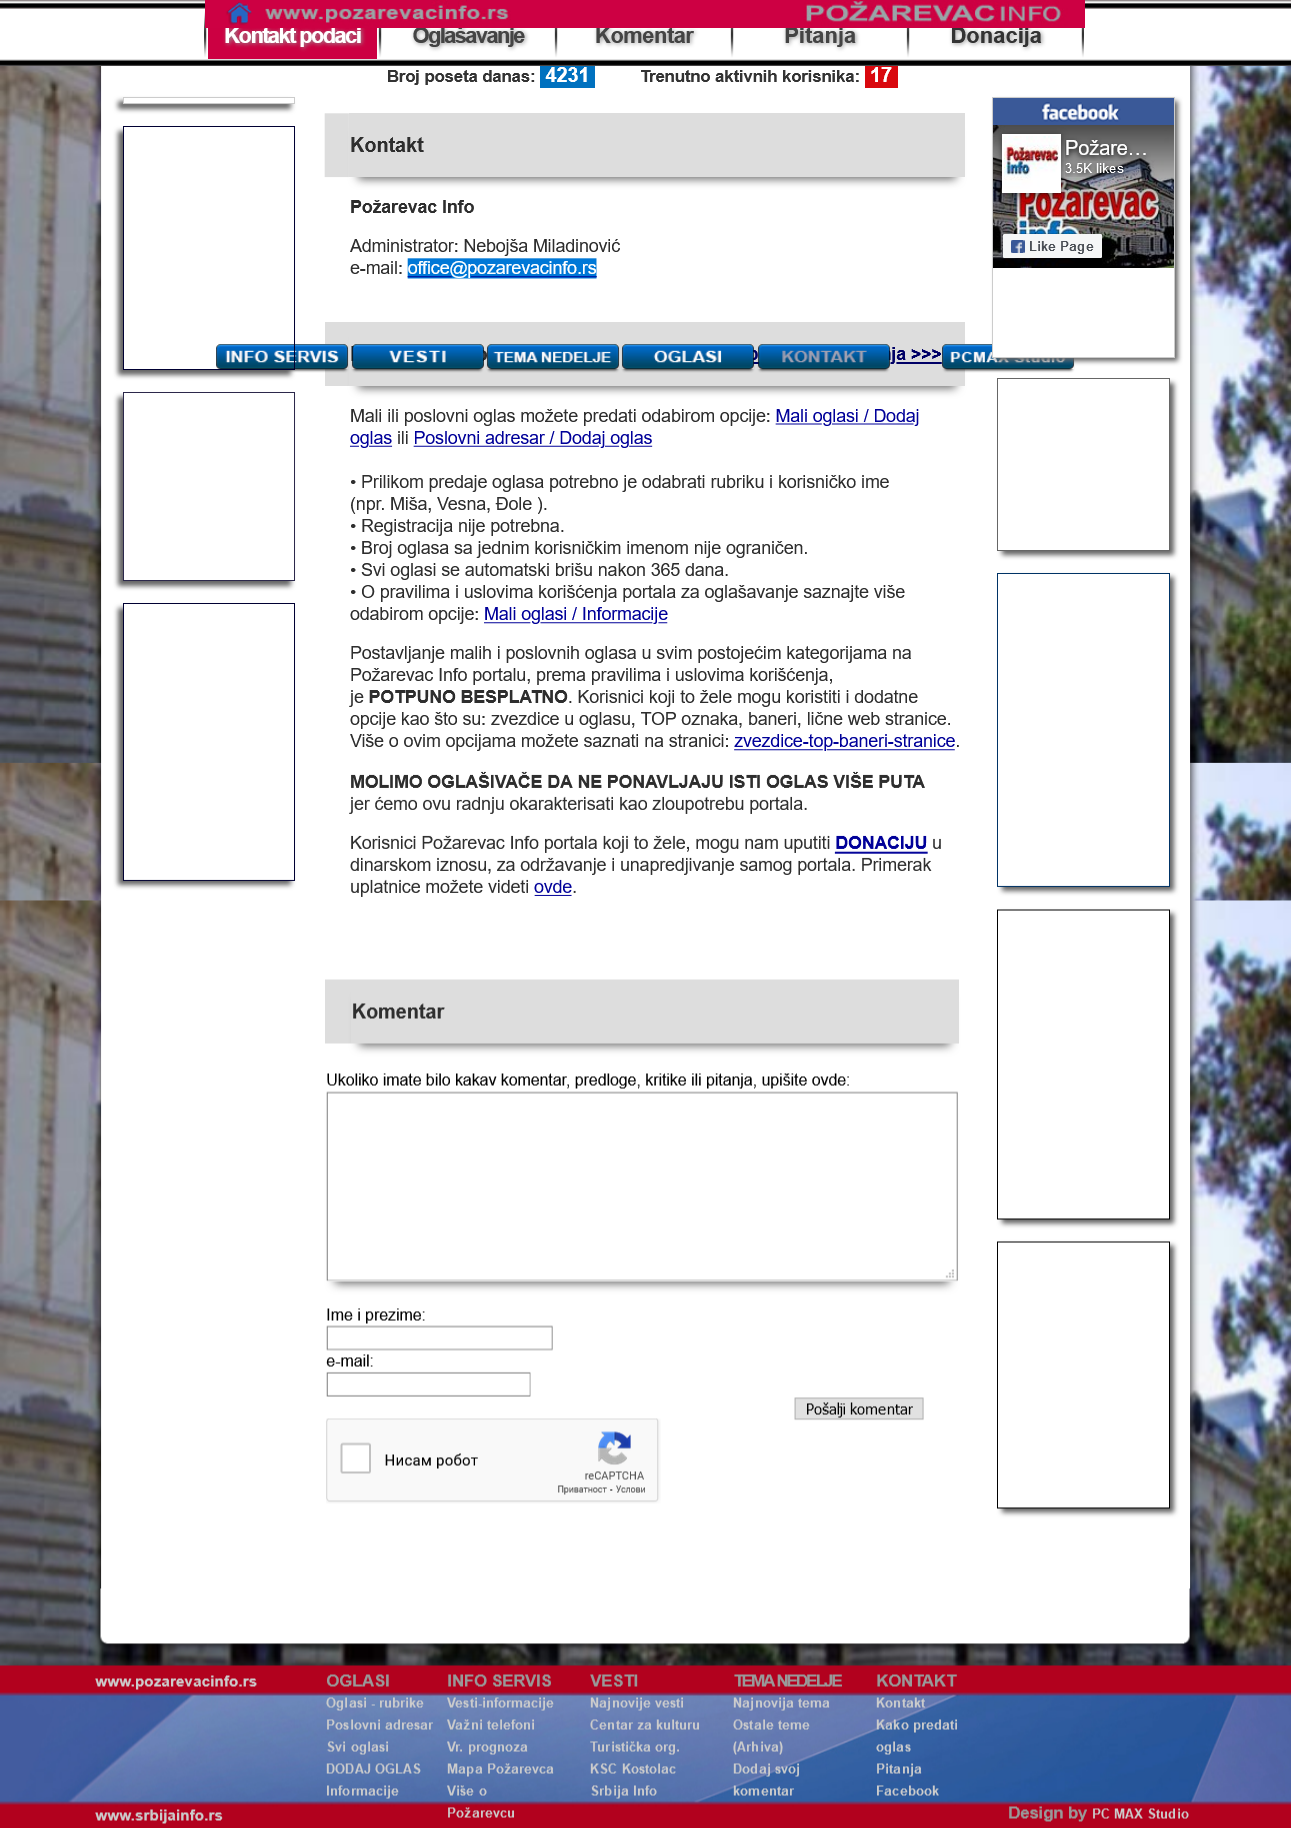 www.pozarevacinfo.rs POŽAREVAC INFO
Kontakt podaci Oglašavanje Komentar Pitanja Donacija
Broj poseta danas: 4231 Trenutno aktivnih korisnika: 17
Kontakt
Požarevac Info
Administrator: Nebojša Miladinović
e-mail: office@pozarevacinfo.rs
facebook
Požarevac
info
Požare...
3.5K likes
Požarevac
info
Like Page
INFO SERVIS VESTI TEMA NEDELJE OGLASI KONTAKT ja >>> PCMAX Studio
Mali ili poslovni oglas možete predati odabirom opcije: Mali oglasi / Dodaj
oglas ili Poslovni adresar / Dodaj oglas
• Prilikom predaje oglasa potrebno je odabrati rubriku i korisničko ime
(npr. Miša, Vesna, Đole ).
• Registracija nije potrebna.
• Broj oglasa sa jednim korisničkim imenom nije ograničen.
• Svi oglasi se automatski brišu nakon 365 dana.
• O pravilima i uslovima korišćenja portala za oglašavanje saznajte više
odabirom opcije: Mali oglasi / Informacije
Postavljanje malih i poslovnih oglasa u svim postojećim kategorijama na
Požarevac Info portalu, prema pravilima i uslovima korišćenja,
je POTPUNO BESPLATNO. Korisnici koji to žele mogu koristiti i dodatne
opcije kao što su: zvezdice u oglasu, TOP oznaka, baneri, lične web stranice.
Više o ovim opcijama možete saznati na stranici: zvezdice-top-baneri-stranice.
MOLIMO OGLAŠIVAČE DA NE PONAVLJAJU ISTI OGLAS VIŠE PUTA
jer ćemo ovu radnju okarakterisati kao zloupotrebu portala.
Korisnici Požarevac Info portala koji to žele, mogu nam uputiti DONACIJU u
dinarskom iznosu, za održavanje i unapredjivanje samog portala. Primerak
uplatnice možete videti ovde.
Komentar
Ukoliko imate bilo kakav komentar, predloge, kritike ili pitanja, upišite ovde:
Ime i prezime:
e-mail:
Pošalji komentar
Нисам робот
reCAPTCHA
Приватност - Услови
www.pozarevacinfo.rs OGLASI INFO SERVIS VESTI TEMA NEDELJE KONTAKT
Oglasi - rubrike Vesti-informacije Najnovije vesti Najnovija tema Kontakt
Poslovni adresar Važni telefoni Centar za kulturu Ostale teme Kako predati
Svi oglasi Vr. prognoza Turistička org. (Arhiva) oglas
DODAJ OGLAS Mapa Požarevca KSC Kostolac Dodaj svoj Pitanja
Informacije Više o Srbija Info komentar Facebook
www.srbijainfo.rs Požarevcu Design by PC MAX Studio